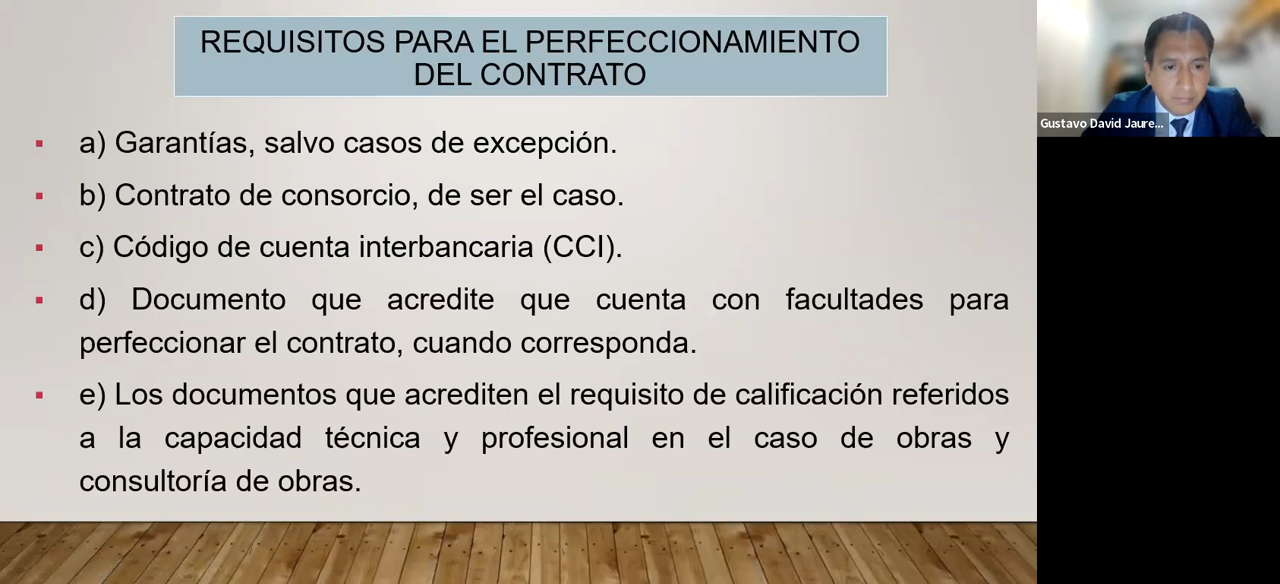 REQUISITOS PARA EL PERFECCIONAMIENTO
DEL CONTRATO
▪ a) Garantías, salvo casos de excepción.
▪ b) Contrato de consorcio, de ser el caso.
▪ c) Código de cuenta interbancaria (CCI).
▪ d) Documento que acredite que cuenta con facultades para
perfeccionar el contrato, cuando corresponda.
▪ e) Los documentos que acrediten el requisito de calificación referidos
a la capacidad técnica y profesional en el caso de obras y
consultoría de obras.
Gustavo David Jaure...